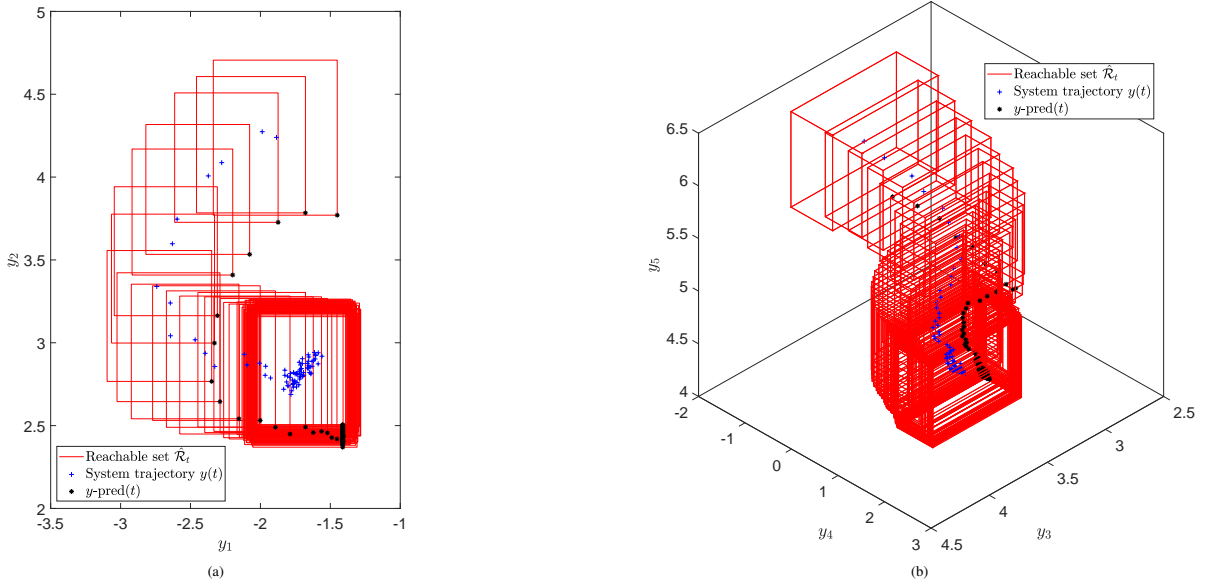 5
4.5
4
3.5
3
2.5
2
y₂
-3.5 -3 -2.5 -2 -1.5 -1
y₁
Reachable set R̂ₜ
System trajectory y(t)
y-pred(t)
(a)
6.5
6
5.5
5
4.5
4
y₅
-2
-1
0
1
2
3
y₄
4.5
4
3.5
3
2.5
y₃
Reachable set R̂ₜ
System trajectory y(t)
y-pred(t)
(b)